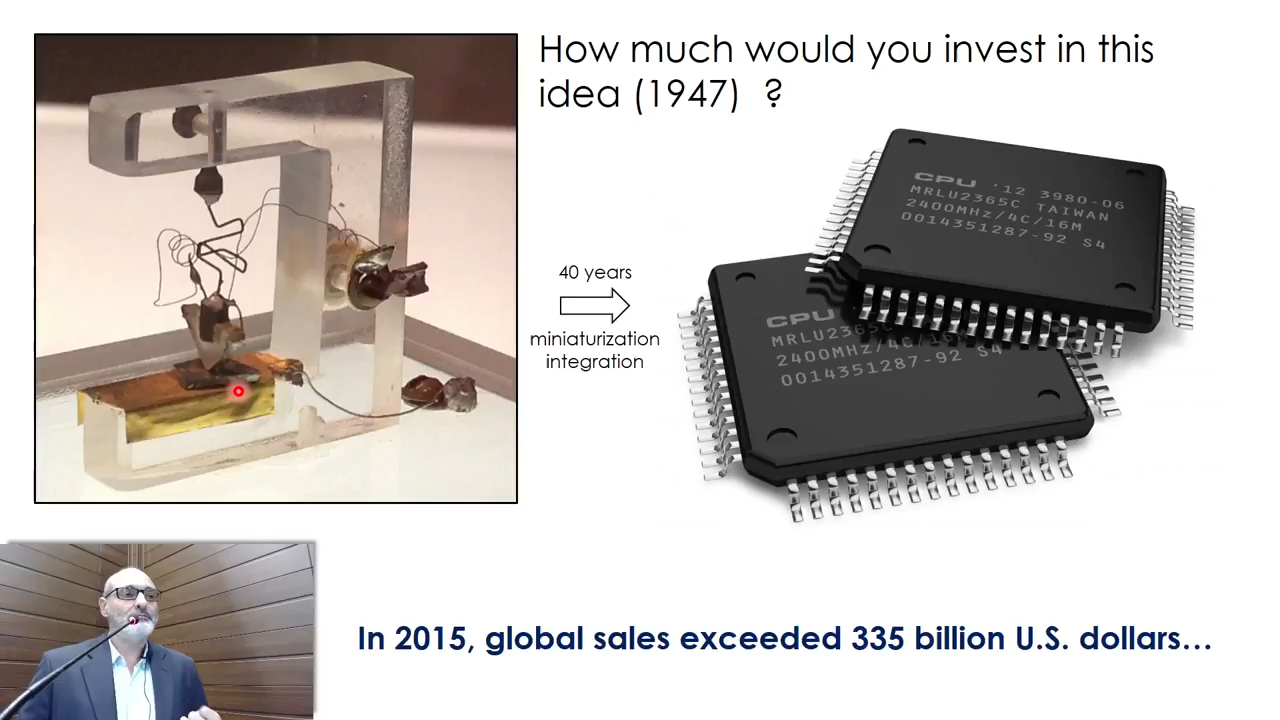 How much would you invest in this
idea (1947) ?
CPU '12 3980-06
MRLU2365C TAIWAN
2400MHz/4C/16M
0014351287-92 S4
40 years
miniaturization
integration
CPU
MRLU2365C
2400MHZ/4C/16M
0014351287-92 S4
In 2015, global sales exceeded 335 billion U.S. dollars...